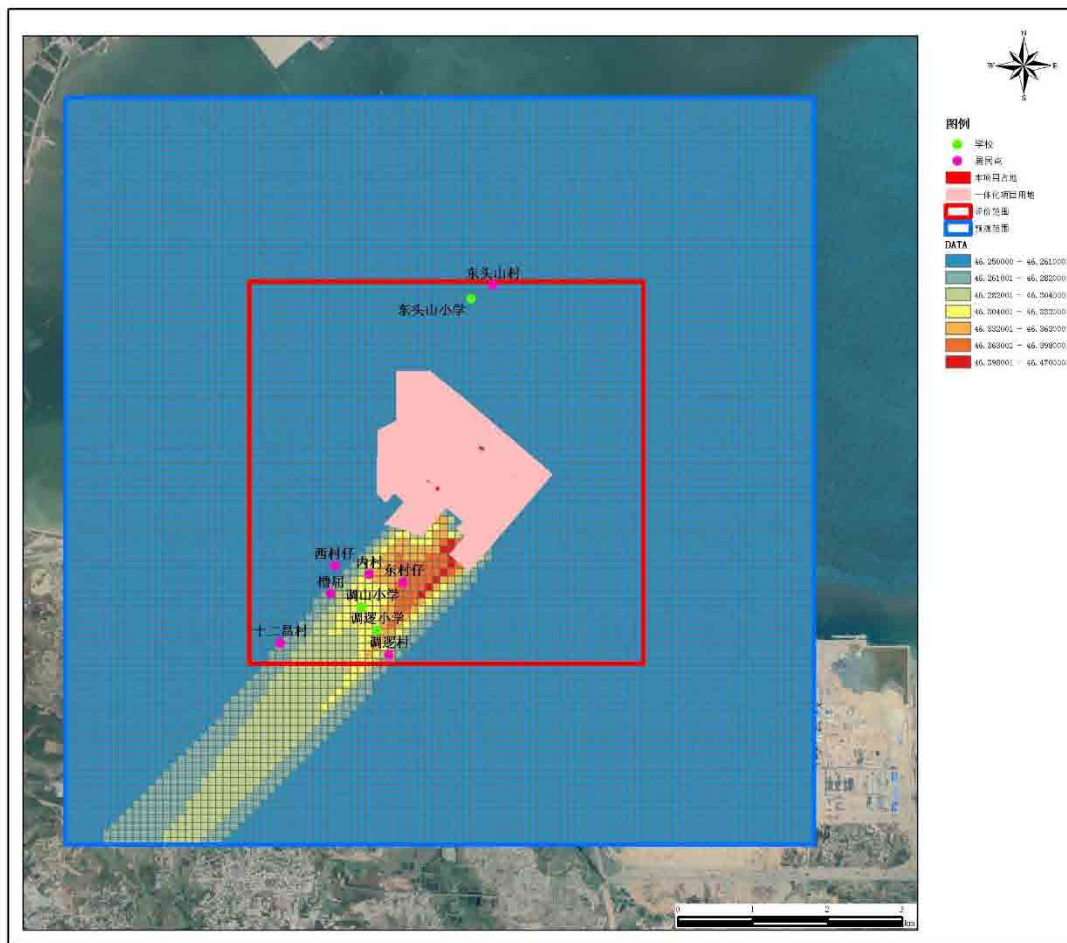 N
W E
S
图例
学校
居民点
本项目占地
一体化项目用地
评价范围
预测范围
DATA
46.250000 - 46.261000
46.261001 - 46.282000
46.282001 - 46.304000
46.304001 - 46.332000
46.332001 - 46.363000
46.363001 - 46.398000
46.398001 - 46.470000
东头山村
东头山小学
西村仔
内村
东村仔
槽屈
调山小学
调逻小学
十二昌村
调逻村
0 1 2 3
km